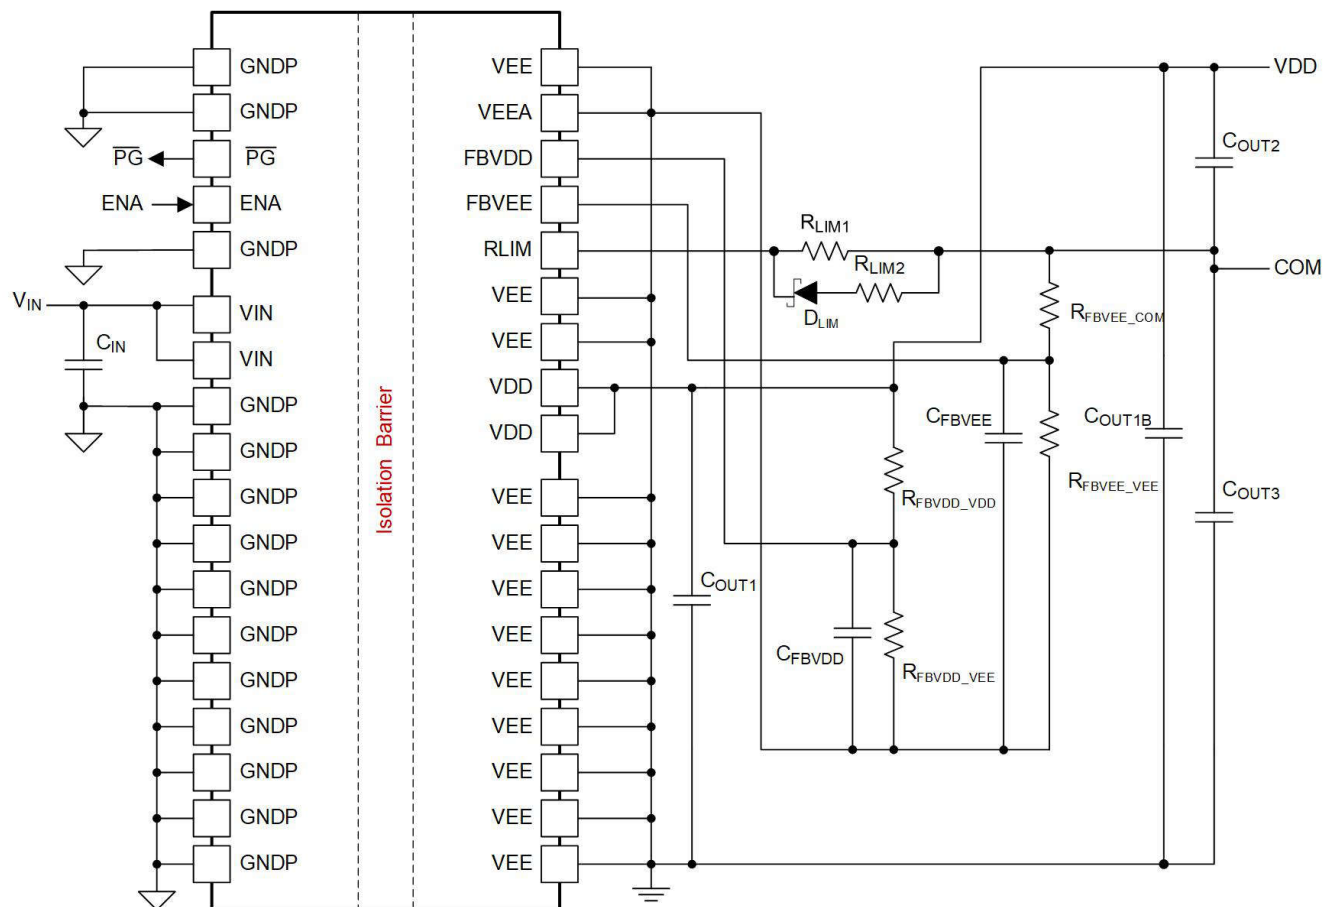 GNDP
VEE
VDD
GNDP
VEEA
PG
PG
FBVDD
COUT2
ENA
ENA
FBVEE
RLIM1
GNDP
RLIM
RLIM2
COM
VIN
VIN
VEE
DLIM
RFBVEE_COM
CIN
VIN
VEE
GNDP
VDD
Isolation Barrier
CFBVEE
COUT1B
GNDP
VDD
RFBVEE_VEE
COUT3
GNDP
VEE
RFBVDD_VDD
GNDP
VEE
GNDP
VEE
COUT1
GNDP
VEE
CFBVDD
GNDP
VEE
RFBVDD_VEE
GNDP
VEE
GNDP
VEE
GNDP
VEE
GNDP
VEE